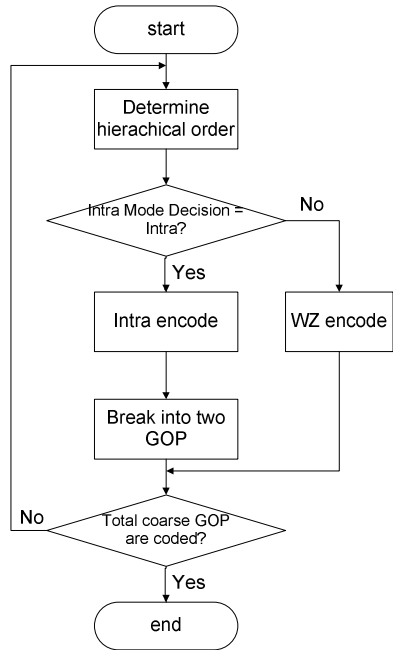 start
Determine
hierachical order
Intra Mode Decision =
Intra?
No
Yes
Intra encode
WZ encode
Break into two
GOP
Total coarse GOP
are coded?
No
Yes
end